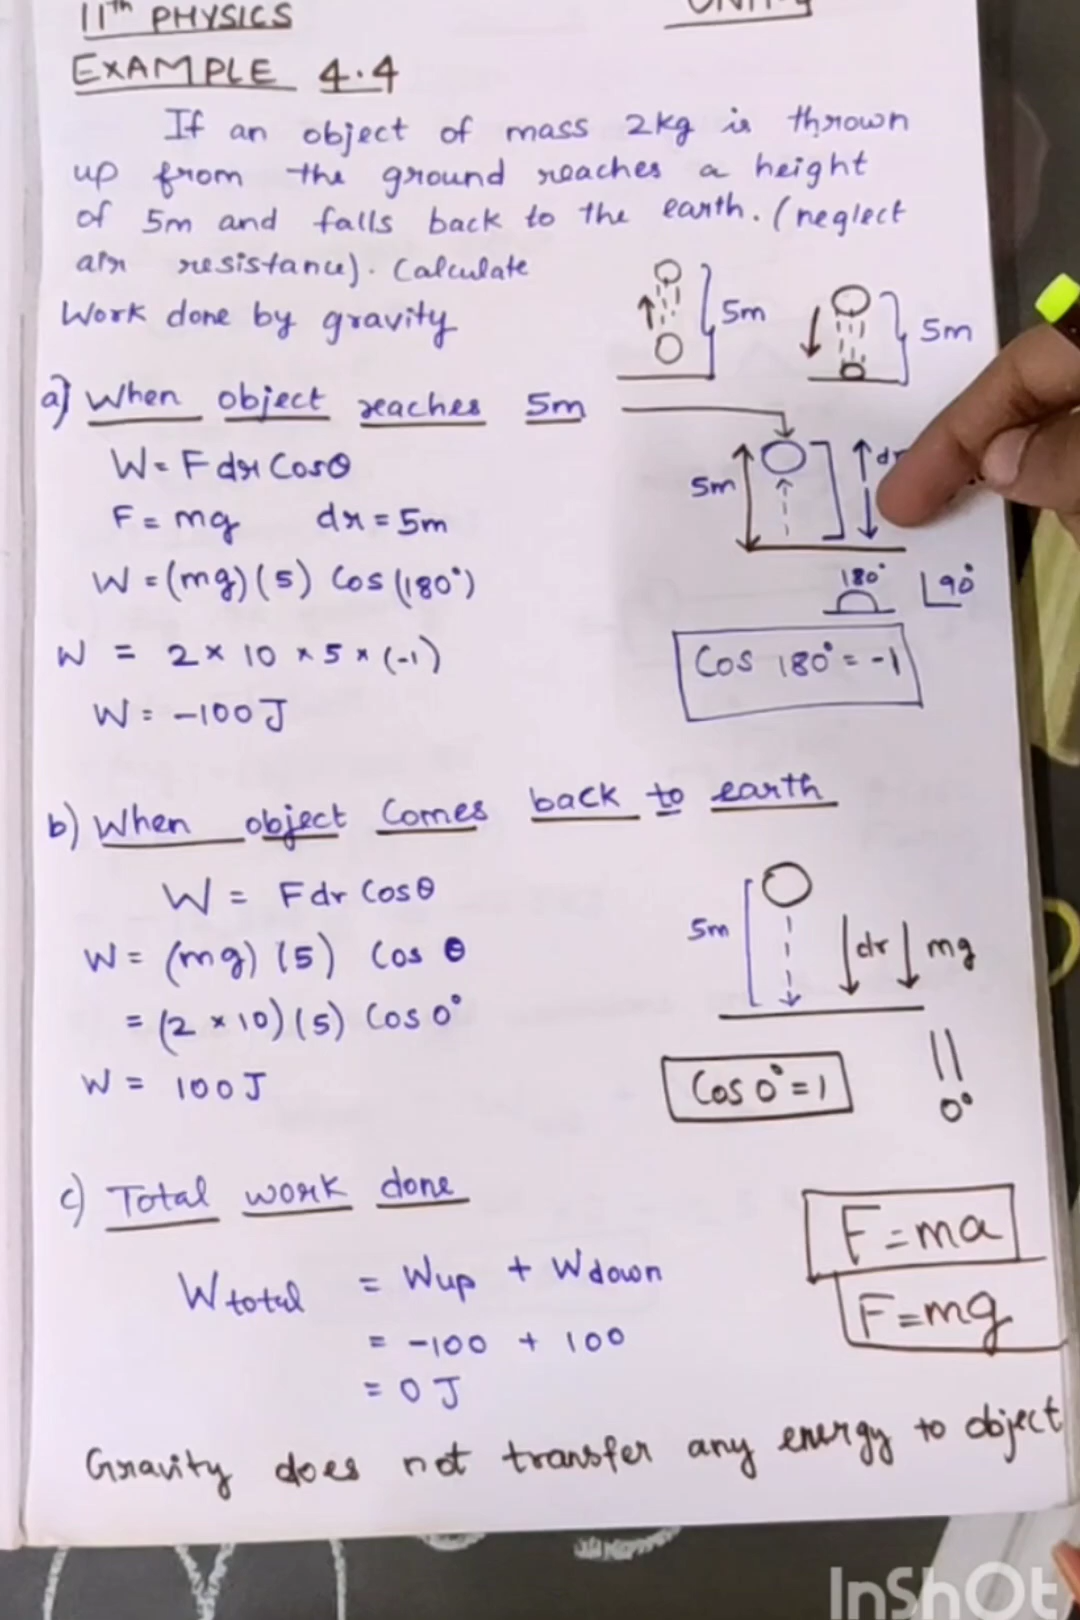 11th PHYSICS
EXAMPLE 4.4
If an object of mass 2kg is thrown
up from the ground reaches a height
of 5m and falls back to the earth. (neglect
air resistance). Calculate
Work done by gravity
5m
5m
a) When object reaches 5m
W = F dr Cosθ
F = mg dr = 5m
W = (mg) (5) Cos (180°)
W = 2 × 10 × 5 × (-1)
W = -100 J
5m
180° 90°
Cos 180° = -1
b) When object Comes back to earth
W = Fdr Cosθ
W = (mg) (5) Cos θ
= (2 × 10) (5) Cos 0°
W = 100 J
5m dr mg
Cos 0° = 1
0°
c) Total work done
W total = Wup + Wdown
= -100 + 100
= 0 J
F = ma
F = mg
Gravity does not transfer any energy to object
InShOt